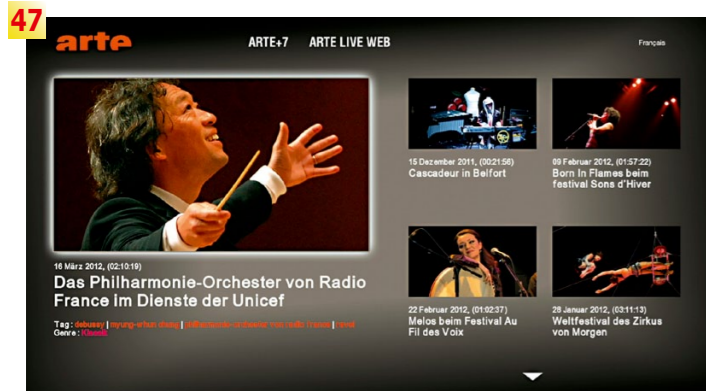 47
arte
ARTE+7 ARTE LIVE WEB
Français
16 März 2012, (02:10:19)
Das Philharmonie-Orchester von Radio
France im Dienste der Unicef
Tag : debussy | myung-whun chung | philharmonie-orchester von radio france | ravel
Genre : Klassik
15 Dezember 2011, (00:21:56)
Cascadeur in Belfort
09 Februar 2012, (01:57:22)
Born In Flames beim
festival Sons d'Hiver
22 Februar 2012, (01:02:37)
Melos beim Festival Au
Fil des Voix
28 Januar 2012, (03:11:13)
Weltfestival des Zirkus
von Morgen